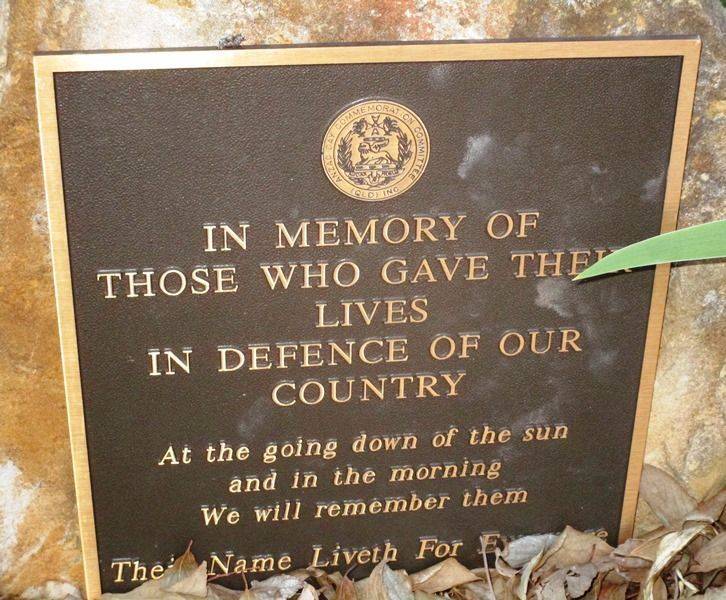 ANZAC DAY COMMEMORATION COMMITTEE
(QLD) INC
IN MEMORY OF
THOSE WHO GAVE THEIR
LIVES
IN DEFENCE OF OUR
COUNTRY
At the going down of the sun
and in the morning
We will remember them
Name Liveth For